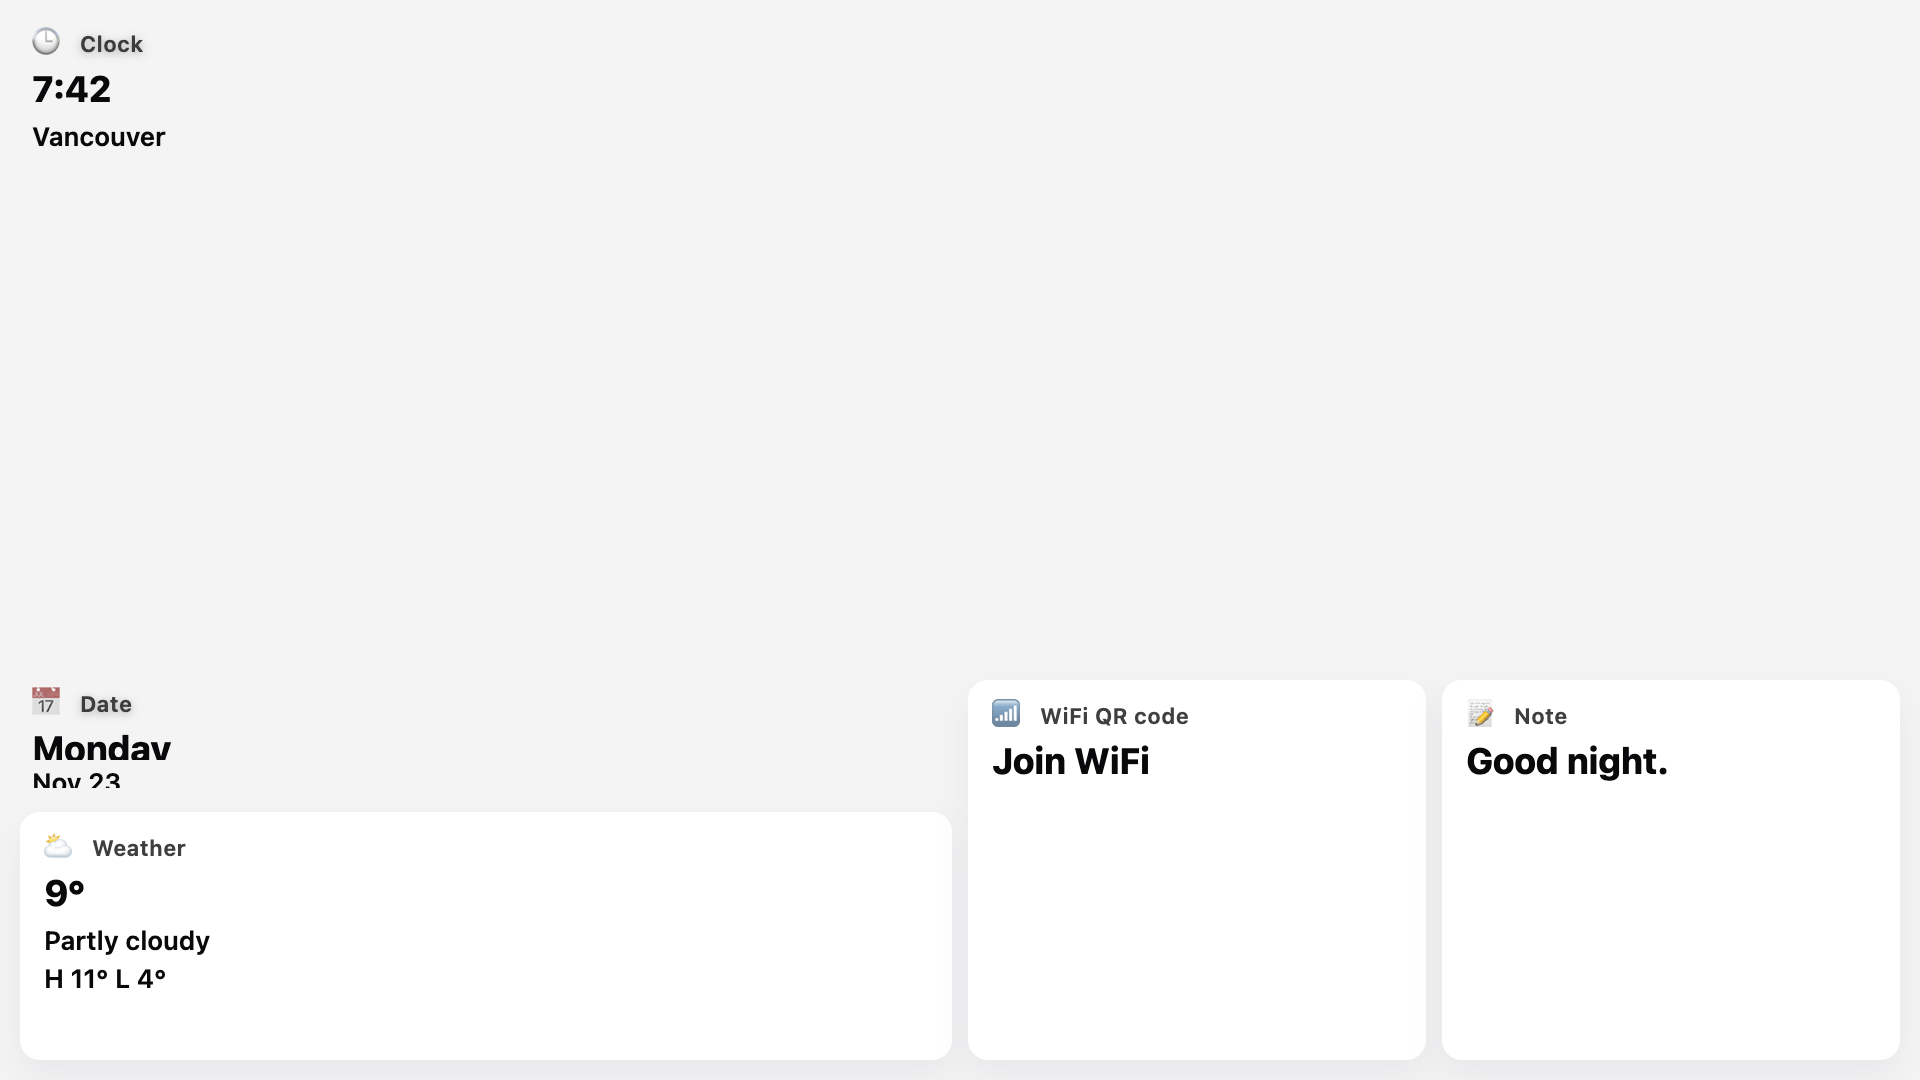 Clock
7:42
Vancouver
17
Date
Monday
Nov 23
Weather
9°
Partly cloudy
H 11° L 4°
WiFi QR code
Join WiFi
Note
Good night.